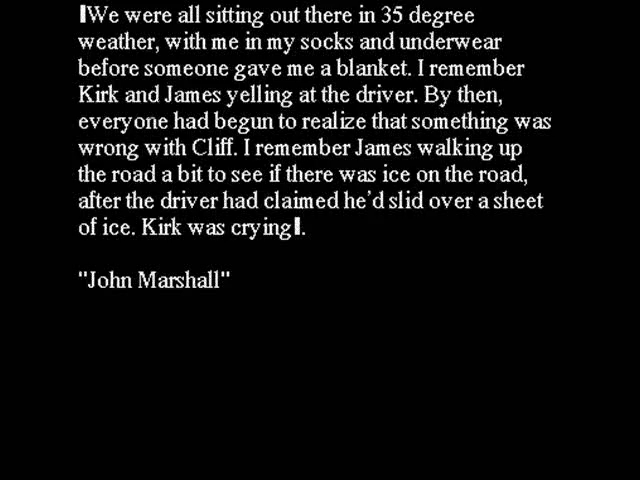 We were all sitting out there in 35 degree
weather, with me in my socks and underwear
before someone gave me a blanket. I remember
Kirk and James yelling at the driver. By then,
everyone had begun to realize that something was
wrong with Cliff. I remember James walking up
the road a bit to see if there was ice on the road,
after the driver had claimed he’d slid over a sheet
of ice. Kirk was crying.
"John Marshall"